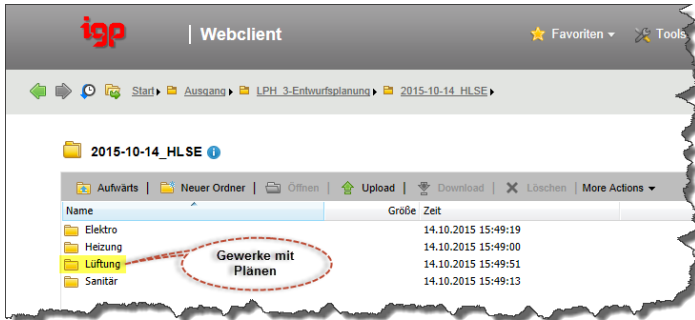 igp | Webclient Favoriten Tools
Start Ausgang LPH_3-Entwurfsplanung 2015-10-14_HLSE
2015-10-14_HLSE
Aufwärts | Neuer Ordner | Öffnen | Upload | Download | Löschen | More Actions
Name Größe Zeit
Elektro 14.10.2015 15:49:19
Heizung 14.10.2015 15:49:00
Lüftung 14.10.2015 15:49:51
Sanitär 14.10.2015 15:49:13
Gewerke mit
Plänen